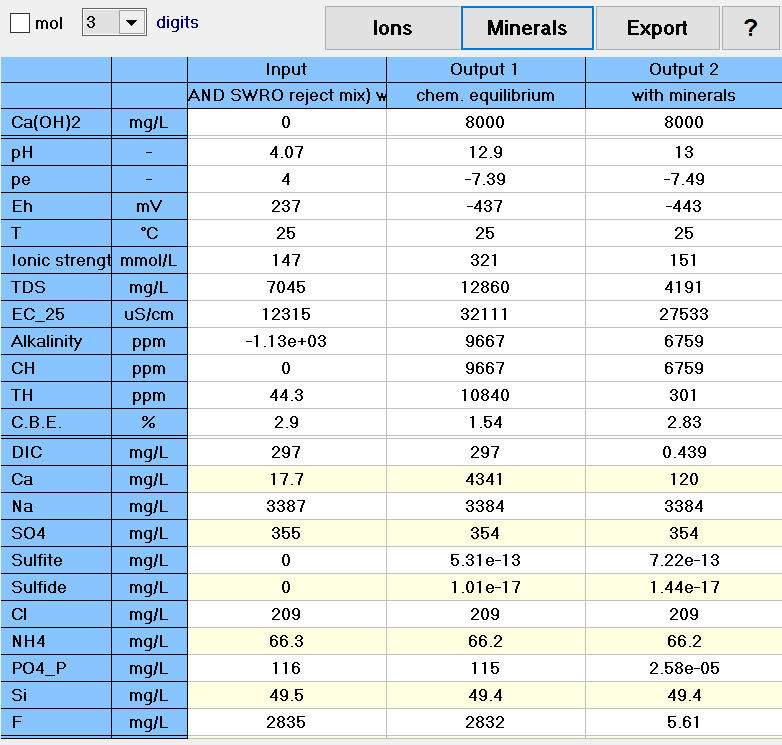 mol 3 digits Ions Minerals Export ?
Input Output 1 Output 2
AND SWRO reject mix) w chem. equilibrium with minerals
Ca(OH)2 mg/L 0 8000 8000
pH - 4.07 12.9 13
pe - 4 -7.39 -7.49
Eh mV 237 -437 -443
T °C 25 25 25
Ionic strengt mmol/L 147 321 151
TDS mg/L 7045 12860 4191
EC_25 uS/cm 12315 32111 27533
Alkalinity ppm -1.13e+03 9667 6759
CH ppm 0 9667 6759
TH ppm 44.3 10840 301
C.B.E. % 2.9 1.54 2.83
DIC mg/L 297 297 0.439
Ca mg/L 17.7 4341 120
Na mg/L 3387 3384 3384
SO4 mg/L 355 354 354
Sulfite mg/L 0 5.31e-13 7.22e-13
Sulfide mg/L 0 1.01e-17 1.44e-17
Cl mg/L 209 209 209
NH4 mg/L 66.3 66.2 66.2
PO4_P mg/L 116 115 2.58e-05
Si mg/L 49.5 49.4 49.4
F mg/L 2835 2832 5.61